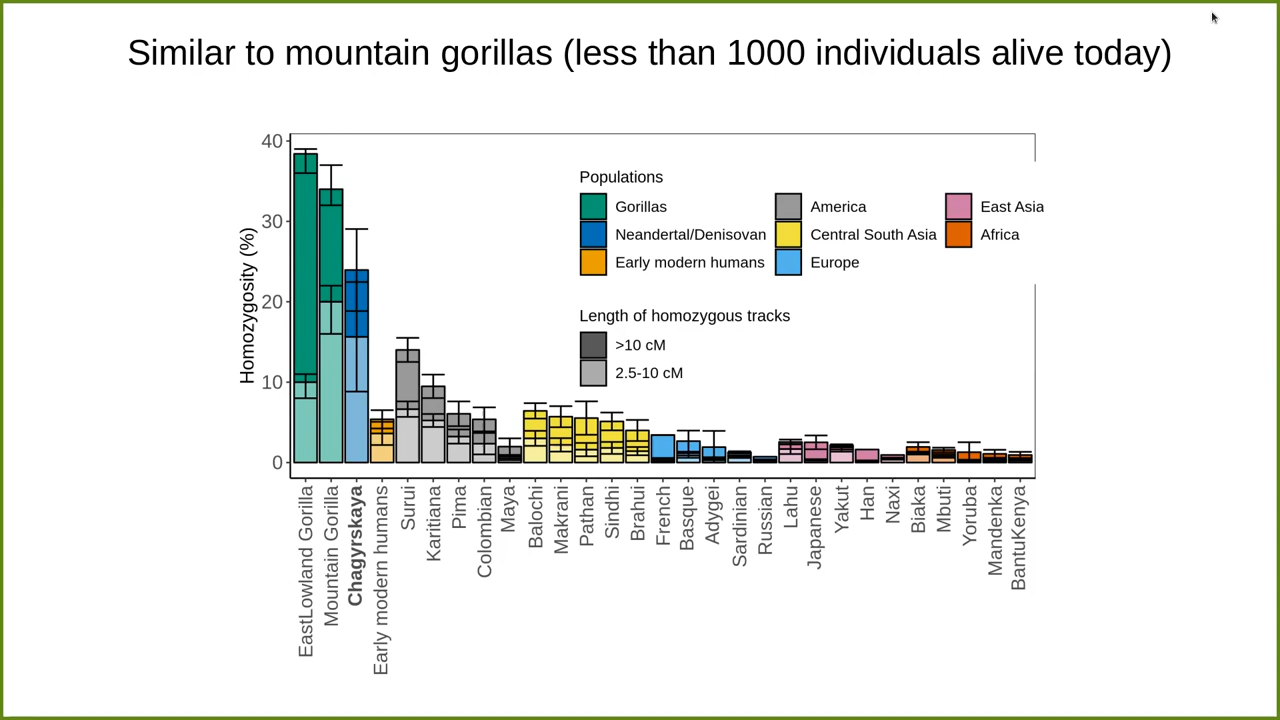 Similar to mountain gorillas (less than 1000 individuals alive today)
Homozygosity (%)
40
30
20
10
0
Populations
Gorillas
America
East Asia
Neandertal/Denisovan
Central South Asia
Africa
Early modern humans
Europe
Length of homozygous tracks
>10 cM
2.5-10 cM
EastLowland Gorilla
Mountain Gorilla
Chagyrskaya
Early modern humans
Surui
Karitiana
Pima
Colombian
Maya
Balochi
Makrani
Pathan
Sindhi
Brahui
French
Basque
Adygei
Sardinian
Russian
Lahu
Japanese
Yakut
Han
Naxi
Biaka
Mbuti
Yoruba
Mandenka
BantuKenya